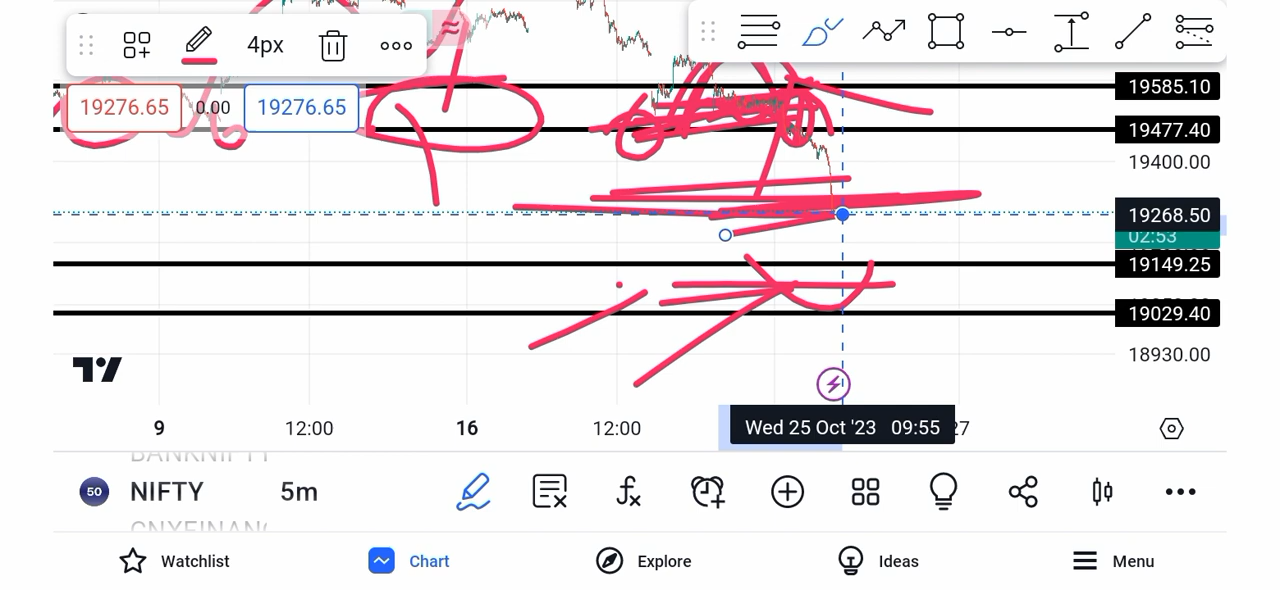 4px
19276.65 0.00 19276.65
19585.10
19477.40
19400.00
19268.50
02:53
19149.25
19029.40
18930.00
9 12:00 16 12:00 Wed 25 Oct '23 09:55 27
BANKNIFTY
50 NIFTY 5m
Watchlist Chart Explore Ideas Menu